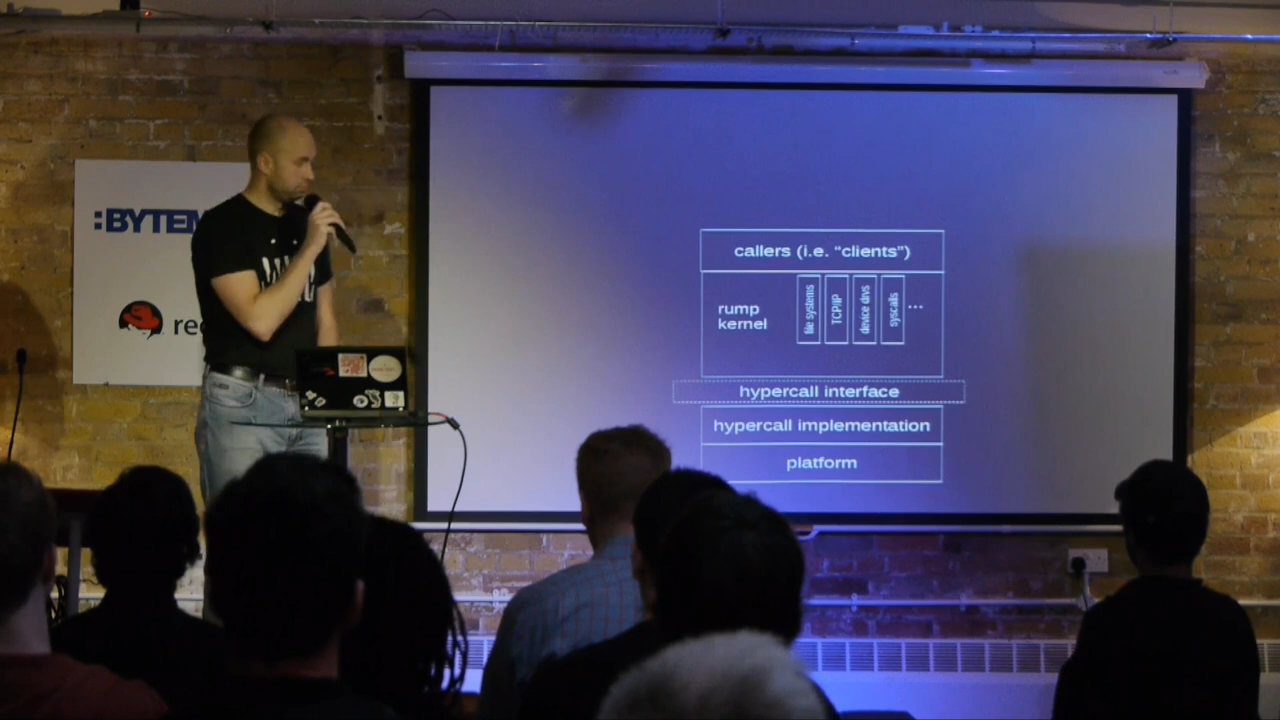 :BYTEM
red
callers (i.e. “clients”)
rump
kernel
file systems
TCP/IP
device drvs
syscalls
...
hypercall interface
hypercall implementation
platform